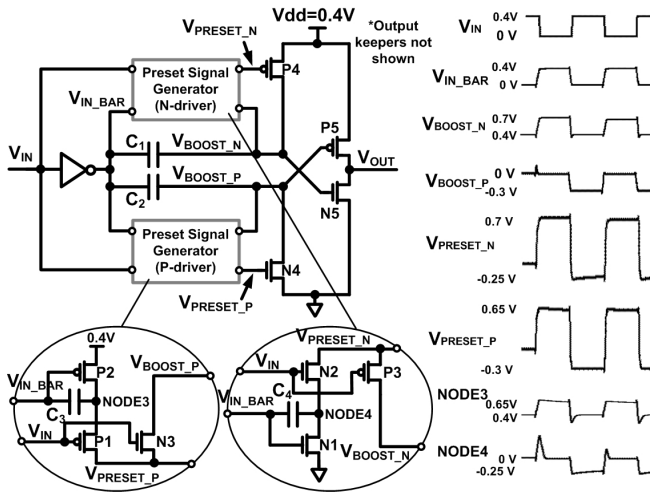 Vdd=0.4V
VPRESET_N
*Output
keepers not
shown
Preset Signal
Generator
(N-driver)
P4
VIN_BAR
C1
VBOOST_N
P5
VIN
VOUT
C2
VBOOST_P
N5
Preset Signal
Generator
(P-driver)
N4
VPRESET_P
0.4V
P2
VBOOST_P
VIN_BAR
C3
NODE3
VIN
P1
N3
VPRESET_P
VPRESET_N
VIN
N2
P3
VIN_BAR
C4
NODE4
N1
VBOOST_N
VIN
0.4V
0 V
VIN_BAR
0.4V
0 V
VBOOST_N
0.7V
0.4V
VBOOST_P
0 V
-0.3 V
0.7 V
VPRESET_N
-0.25 V
0.65 V
VPRESET_P
-0.3 V
NODE3
0.65V
0.4V
NODE4
0 V
-0.25 V